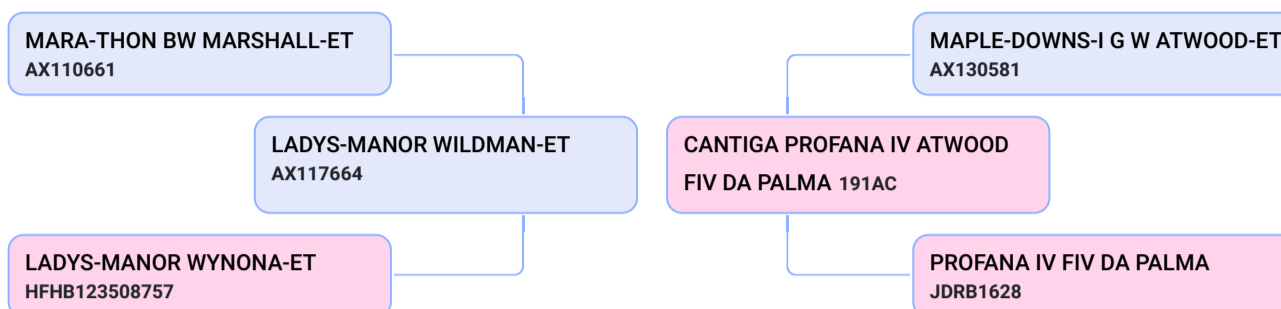 MARA-THON BW MARSHALL-ET
AX110661
MAPLE-DOWNS-I G W ATWOOD-ET
AX130581
LADYS-MANOR WILDMAN-ET
AX117664
CANTIGA PROFANA IV ATWOOD
FIV DA PALMA 191AC
LADYS-MANOR WYNONA-ET
HFHB123508757
PROFANA IV FIV DA PALMA
JDRB1628